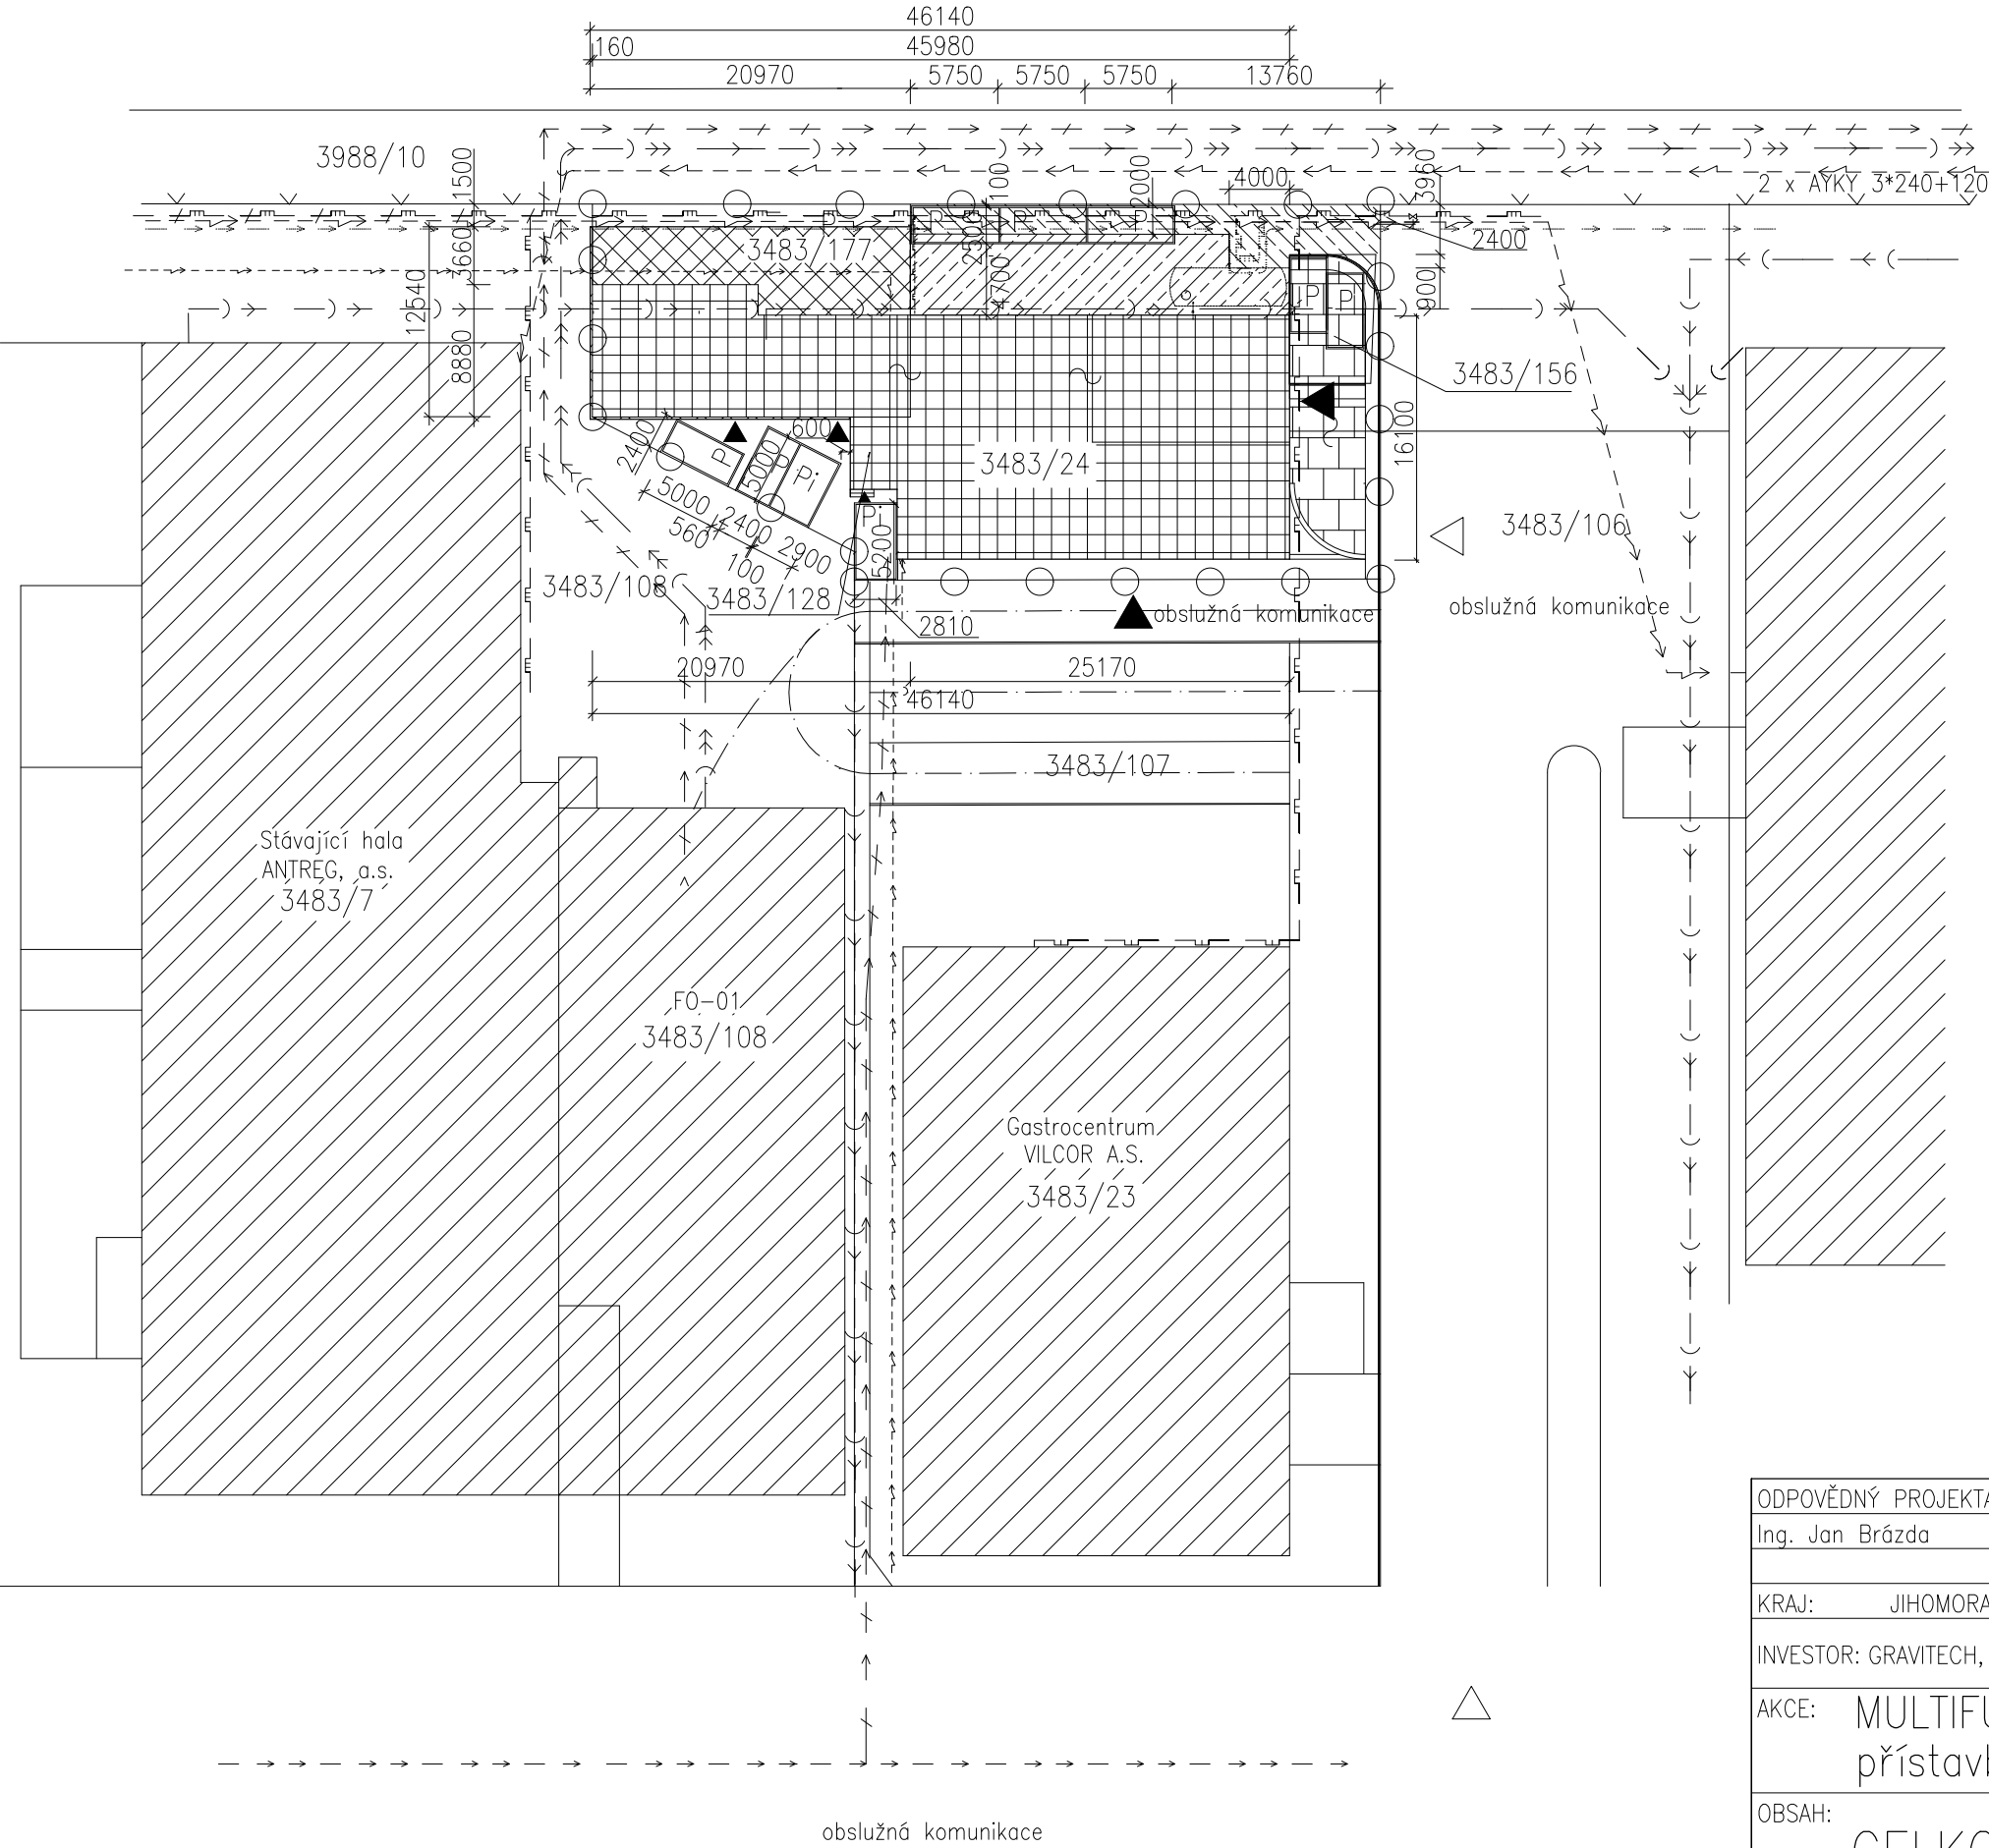 46140
160
45980
20970
5750
5750
5750
13760
3988/10
1500
100
2000
4000
3960
2 x AYKY 3*240+120
P
P
P
3483/177
2400
12540
3660
2500
4700
900
P
P
8880
3483/156
16100
2400
P
5000
600
Pi
3483/24
5000
2400
Pi
560
2900
5200
100
3483/106
3483/108
3483/128
obslužná komunikace
obslužná komunikace
2810
20970
25170
46140
3483/107
Stávající hala
ANTREG, a.s.
3483/7
FO-01
3483/108
Gastrocentrum
VILCOR A.S.
3483/23
ODPOVĚDNÝ PROJEKTA
Ing. Jan Brázda
KRAJ: JIHOMORA
INVESTOR: GRAVITECH,
AKCE: MULTIFU
přístavb
OBSAH:
obslužná komunikace